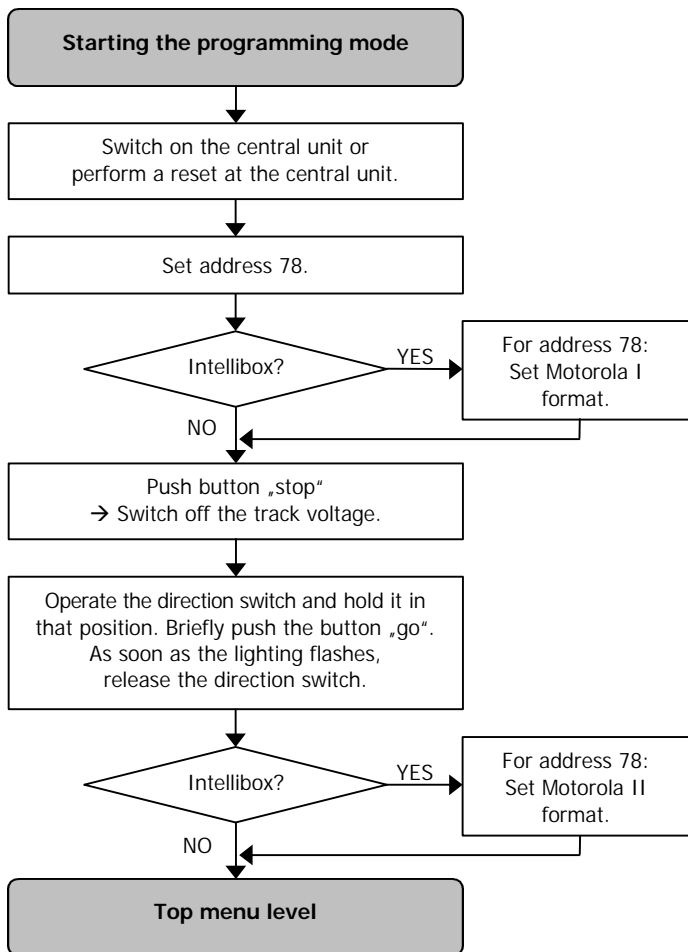 Starting the programming mode
Switch on the central unit or
perform a reset at the central unit.
Set address 78.
Intellibox?
YES
For address 78:
Set Motorola I
format.
NO
Push button „stop“
→ Switch off the track voltage.
Operate the direction switch and hold it in
that position. Briefly push the button „go“.
As soon as the lighting flashes,
release the direction switch.
Intellibox?
YES
For address 78:
Set Motorola II
format.
NO
Top menu level